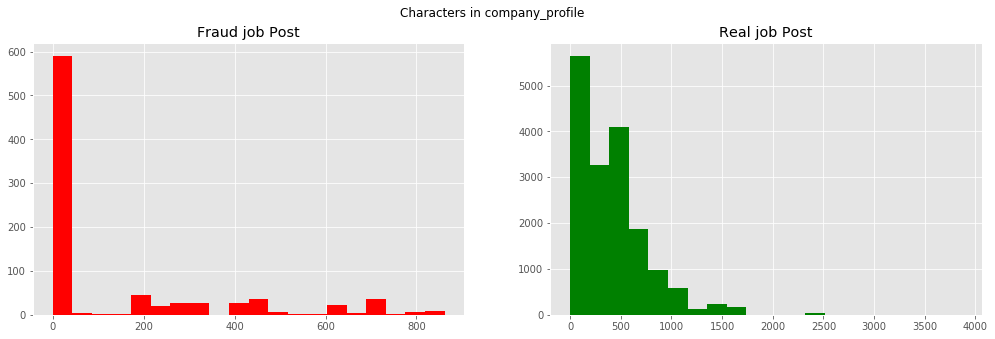 Characters in company_profile
Fraud job Post
Real job Post
600
500
400
300
200
100
0
0 200 400 600 800
5000
4000
3000
2000
1000
0
0 500 1000 1500 2000 2500 3000 3500 4000